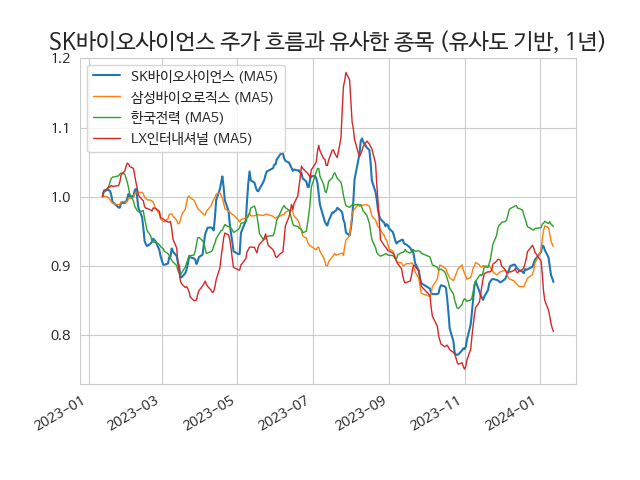 SK바이오사이언스 주가 흐름과 유사한 종목 (유사도 기반, 1년)
SK바이오사이언스 (MA5)
삼성바이오로직스 (MA5)
한국전력 (MA5)
LX인터내셔널 (MA5)
1.2
1.1
1.0
0.9
0.8
2023-01
2023-03
2023-05
2023-07
2023-09
2023-11
2024-01